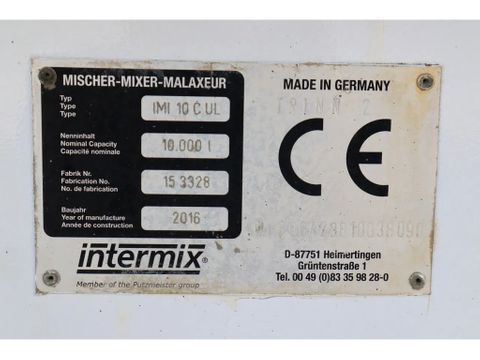 MISCHER-MIXER-MALAXEUR
Typ
Type
Type
IMI 10 C UL
Nenninhalt
Nominal Capacity
Capacité nominale
10.000 l
Fabrik Nr.
Fabrication No.
No. de fabrication
15 3328
Baujahr
Year of manufacture
Année de construction
2016
intermix®
Member of the Putzmeister group
MADE IN GERMANY
CE
D-87751 Heimertingen
Grüntenstraße 1
Tel. 00 49 (0)83 35 98 28-0